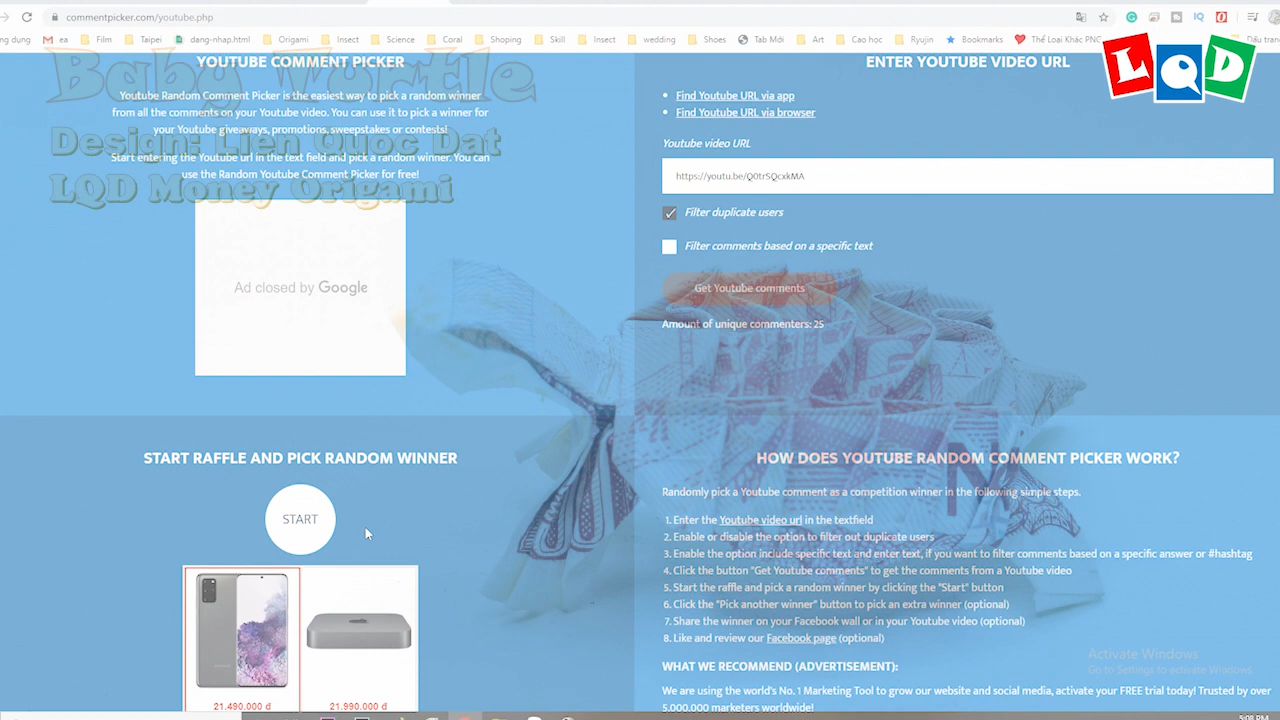 commentpicker.com/youtube.php
ng dụng
ea
Film
Taipei
dang-nhap.html
Origami
Insect
Science
Coral
Shoping
Skill
Insect
wedding
Shoes
Tab Mới
Art
Cao học
Ryujin
Bookmarks
Thể Loại Khác PNG
Dấu trang
LQD
Baby Wortle
Design: Lien Quoc Dat
LQD Money Origami
YOUTUBE COMMENT PICKER
Youtube Random Comment Picker is the easiest way to pick a random winner
from all the comments on your Youtube video. You can use it to pick a winner for
your Youtube giveaways, promotions, sweepstakes or contests!
Start entering the Youtube url in the text field and pick a random winner. You can
use the Random Youtube Comment Picker for free!
Ad closed by Google
ENTER YOUTUBE VIDEO URL
Find Youtube URL via app
Find Youtube URL via browser
Youtube video URL
https://youtu.be/Q0trSQcxkMA
Filter duplicate users
Filter comments based on a specific text
Get Youtube comments
Amount of unique commenters: 25
START RAFFLE AND PICK RANDOM WINNER
START
21.490.000 đ
21.990.000 đ
HOW DOES YOUTUBE RANDOM COMMENT PICKER WORK?
Randomly pick a Youtube comment as a competition winner in the following simple steps.
1. Enter the Youtube video url in the textfield
2. Enable or disable the option to filter out duplicate users
3. Enable the option include specific text and enter text, if you want to filter comments based on a specific answer or #hashtag
4. Click the button "Get Youtube comments" to get the comments from a Youtube video
5. Start the raffle and pick a random winner by clicking the "Start" button
6. Click the "Pick another winner" button to pick an extra winner (optional)
7. Share the winner on your Facebook wall or in your Youtube video (optional)
8. Like and review our Facebook page (optional)
WHAT WE RECOMMEND (ADVERTISEMENT):
We are using the world's No. 1 Marketing Tool to grow our website and social media, activate your FREE trial today! Trusted by over
5.000.000 marketers worldwide!
Activate Windows
Go to Settings to activate Windows.
5:08 PM